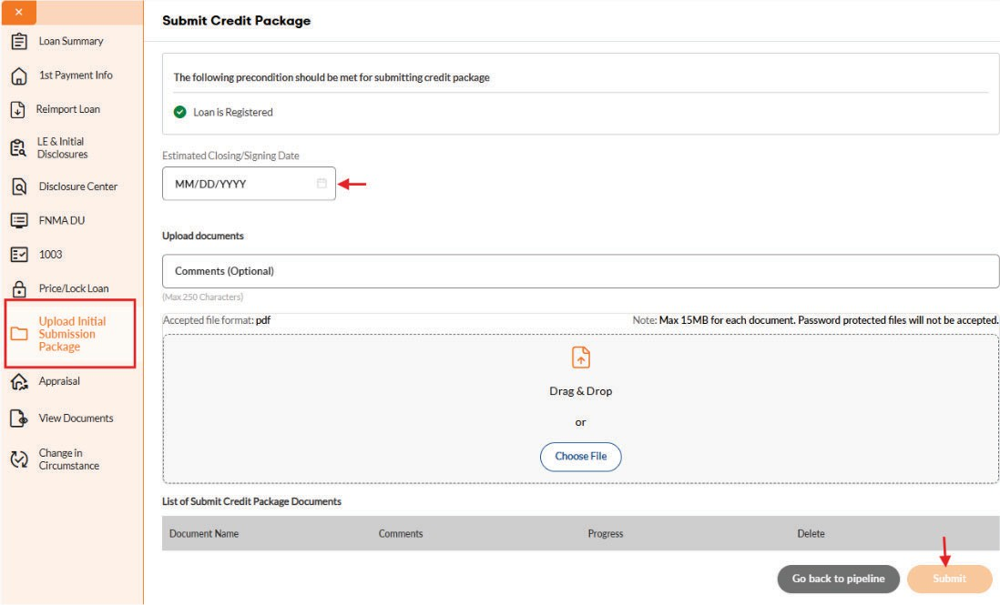 Submit Credit Package
Loan Summary
1st Payment Info
Reimport Loan
LE & Initial
Disclosures
Disclosure Center
FNMA DU
1003
Price/Lock Loan
Upload Initial
Submission
Package
Appraisal
View Documents
Change in
Circumstance
The following precondition should be met for submitting credit package
Loan is Registered
Estimated Closing/Signing Date
MM/DD/YYYY
Upload documents
Comments (Optional)
(Max 250 Characters)
Accepted file format: pdf
Note: Max 15MB for each document. Password protected files will not be accepted.
Drag & Drop
or
Choose File
List of Submit Credit Package Documents
Document Name Comments Progress Delete
Go back to pipeline Submit